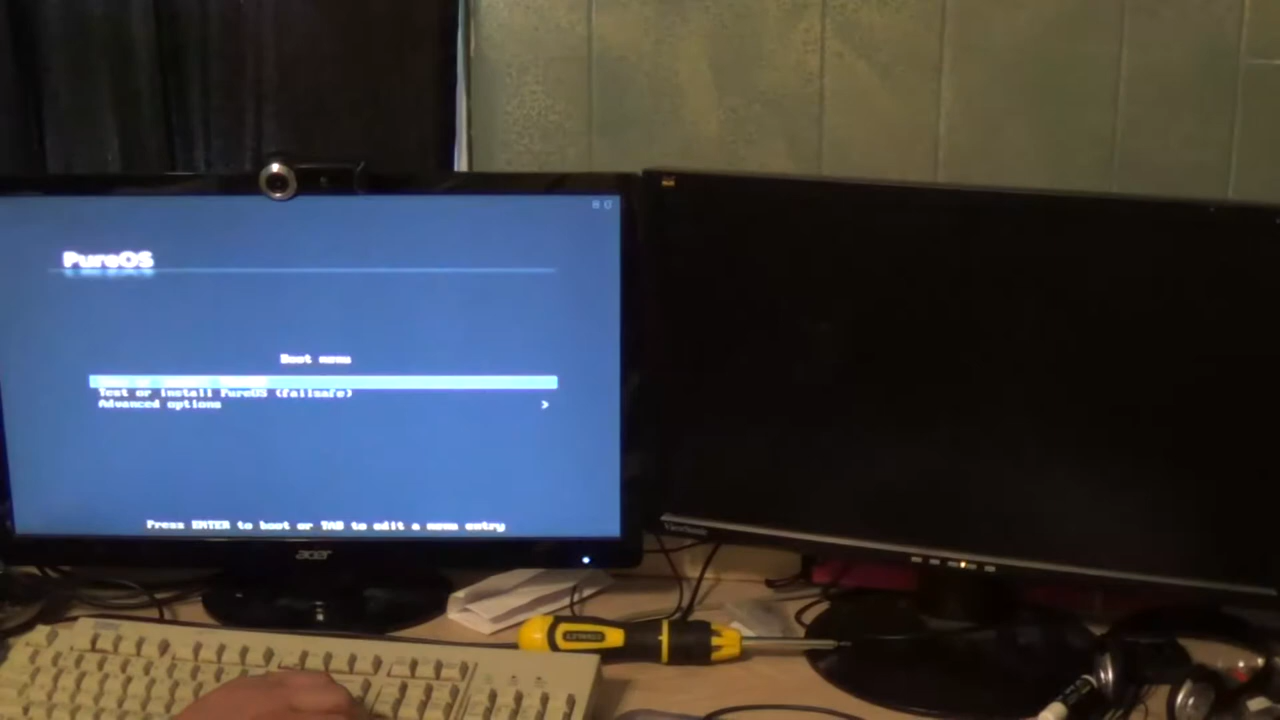 PureOS
Boot menu
Test or install PureOS (failsafe)
Advanced options >
Press ENTER to boot or TAB to edit a menu entry
acer
ViewSonic
STANLEY